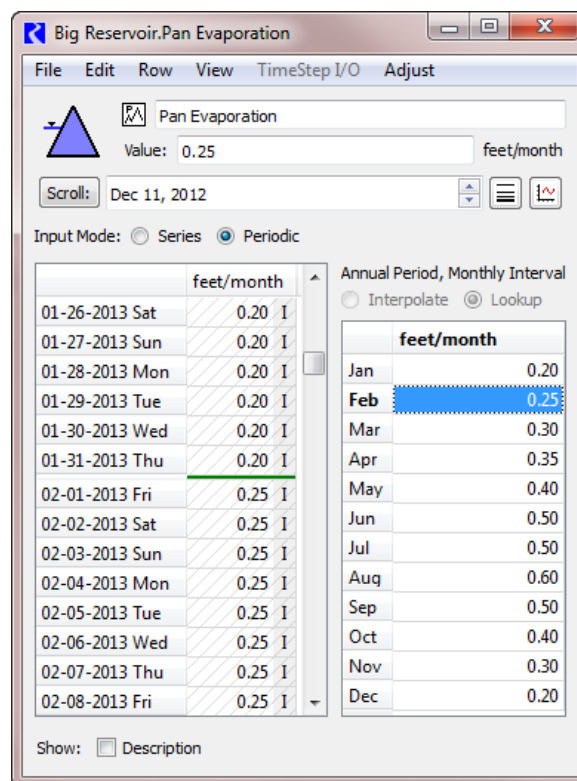 Big Reservoir.Pan Evaporation
File Edit Row View TimeStep I/O Adjust
Pan Evaporation
Value: 0.25 feet/month
Scroll: Dec 11, 2012
Input Mode: Series Periodic
feet/month
01-26-2013 Sat 0.20 I
01-27-2013 Sun 0.20 I
01-28-2013 Mon 0.20 I
01-29-2013 Tue 0.20 I
01-30-2013 Wed 0.20 I
01-31-2013 Thu 0.20 I
02-01-2013 Fri 0.25 I
02-02-2013 Sat 0.25 I
02-03-2013 Sun 0.25 I
02-04-2013 Mon 0.25 I
02-05-2013 Tue 0.25 I
02-06-2013 Wed 0.25 I
02-07-2013 Thu 0.25 I
02-08-2013 Fri 0.25 I
Annual Period, Monthly Interval
Interpolate Lookup
feet/month
Jan 0.20
Feb 0.25
Mar 0.30
Apr 0.35
May 0.40
Jun 0.50
Jul 0.50
Aug 0.60
Sep 0.50
Oct 0.40
Nov 0.30
Dec 0.20
Show: Description